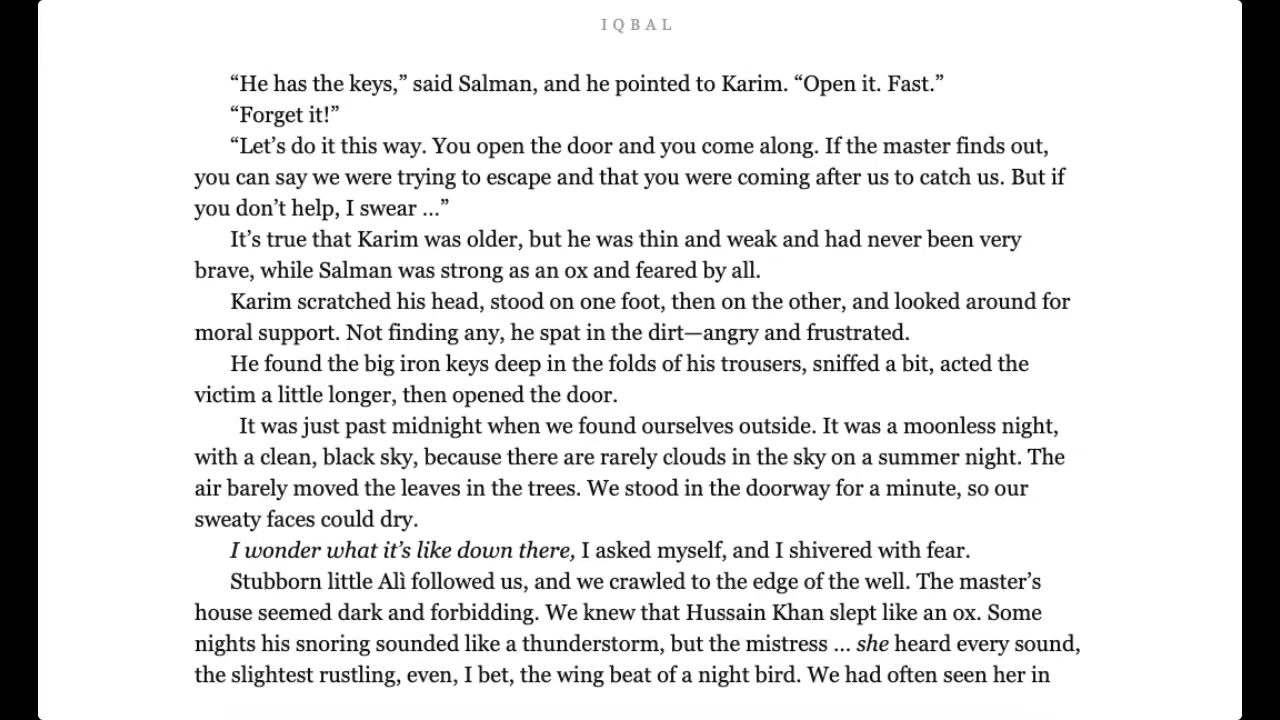 IQBAL
“He has the keys,” said Salman, and he pointed to Karim. “Open it. Fast.”
“Forget it!”
“Let’s do it this way. You open the door and you come along. If the master finds out,
you can say we were trying to escape and that you were coming after us to catch us. But if
you don’t help, I swear ...”
It’s true that Karim was older, but he was thin and weak and had never been very
brave, while Salman was strong as an ox and feared by all.
Karim scratched his head, stood on one foot, then on the other, and looked around for
moral support. Not finding any, he spat in the dirt—angry and frustrated.
He found the big iron keys deep in the folds of his trousers, sniffed a bit, acted the
victim a little longer, then opened the door.
It was just past midnight when we found ourselves outside. It was a moonless night,
with a clean, black sky, because there are rarely clouds in the sky on a summer night. The
air barely moved the leaves in the trees. We stood in the doorway for a minute, so our
sweaty faces could dry.
I wonder what it’s like down there, I asked myself, and I shivered with fear.
Stubborn little Alì followed us, and we crawled to the edge of the well. The master’s
house seemed dark and forbidding. We knew that Hussain Khan slept like an ox. Some
nights his snoring sounded like a thunderstorm, but the mistress ... she heard every sound,
the slightest rustling, even, I bet, the wing beat of a night bird. We had often seen her in